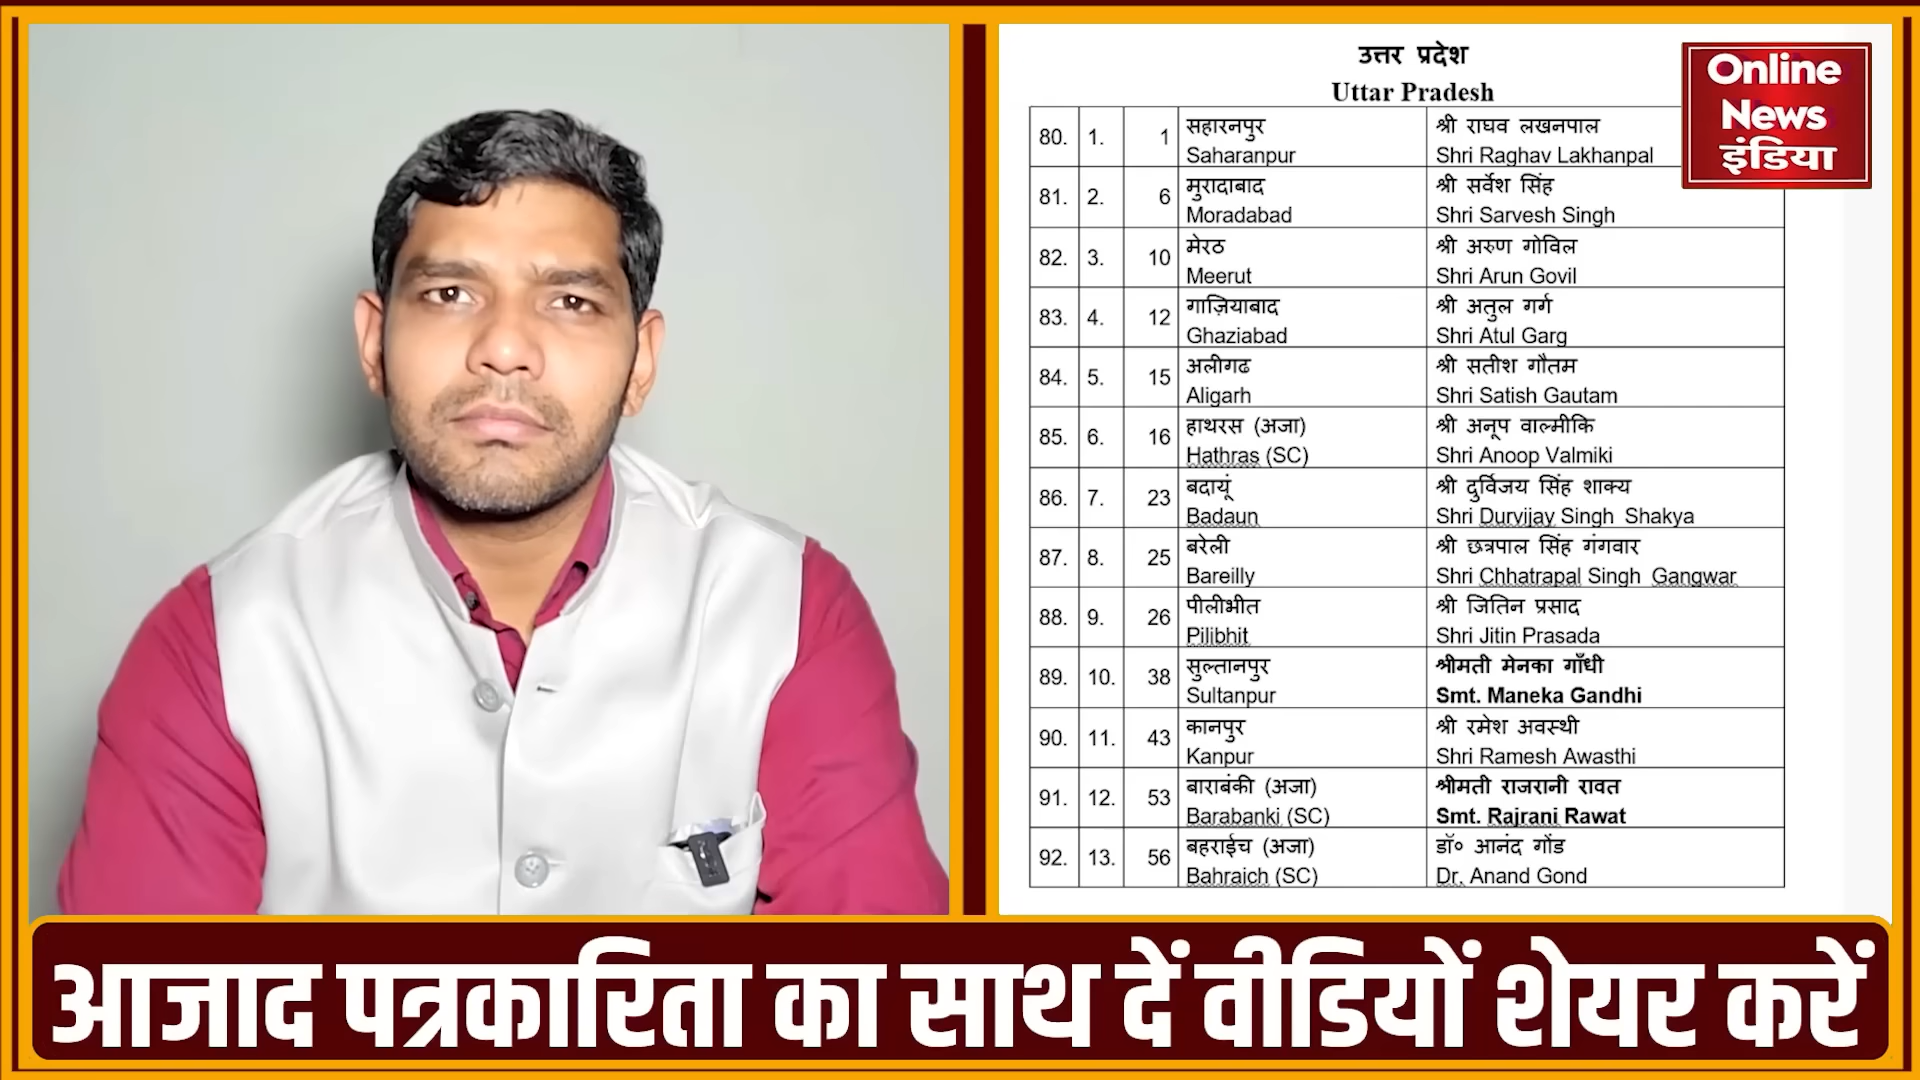 उत्तर प्रदेश
Uttar Pradesh
Online
News
इंडिया
80. 1. 1 सहारनपुर श्री राघव लखनपाल
Saharanpur Shri Raghav Lakhanpal
81. 2. 6 मुरादाबाद श्री सर्वेश सिंह
Moradabad Shri Sarvesh Singh
82. 3. 10 मेरठ श्री अरुण गोविल
Meerut Shri Arun Govil
83. 4. 12 गाज़ियाबाद श्री अतुल गर्ग
Ghaziabad Shri Atul Garg
84. 5. 15 अलीगढ श्री सतीश गौतम
Aligarh Shri Satish Gautam
85. 6. 16 हाथरस (अजा) श्री अनूप वाल्मीकि
Hathras (SC) Shri Anoop Valmiki
86. 7. 23 बदायूं श्री दुर्विजय सिंह शाक्य
Badaun Shri Durvijay Singh Shakya
87. 8. 25 बरेली श्री छत्रपाल सिंह गंगवार
Bareilly Shri Chhatrapal Singh Gangwar
88. 9. 26 पीलीभीत श्री जितिन प्रसाद
Pilibhit Shri Jitin Prasada
89. 10. 38 सुल्तानपुर श्रीमती मेनका गाँधी
Sultanpur Smt. Maneka Gandhi
90. 11. 43 कानपुर श्री रमेश अवस्थी
Kanpur Shri Ramesh Awasthi
91. 12. 53 बाराबंकी (अजा) श्रीमती राजरानी रावत
Barabanki (SC) Smt. Rajrani Rawat
92. 13. 56 बहराईच (अजा) डॉ० आनंद गोंड
Bahraich (SC) Dr. Anand Gond
आजाद पत्रकारिता का साथ दें वीडियों शेयर करें